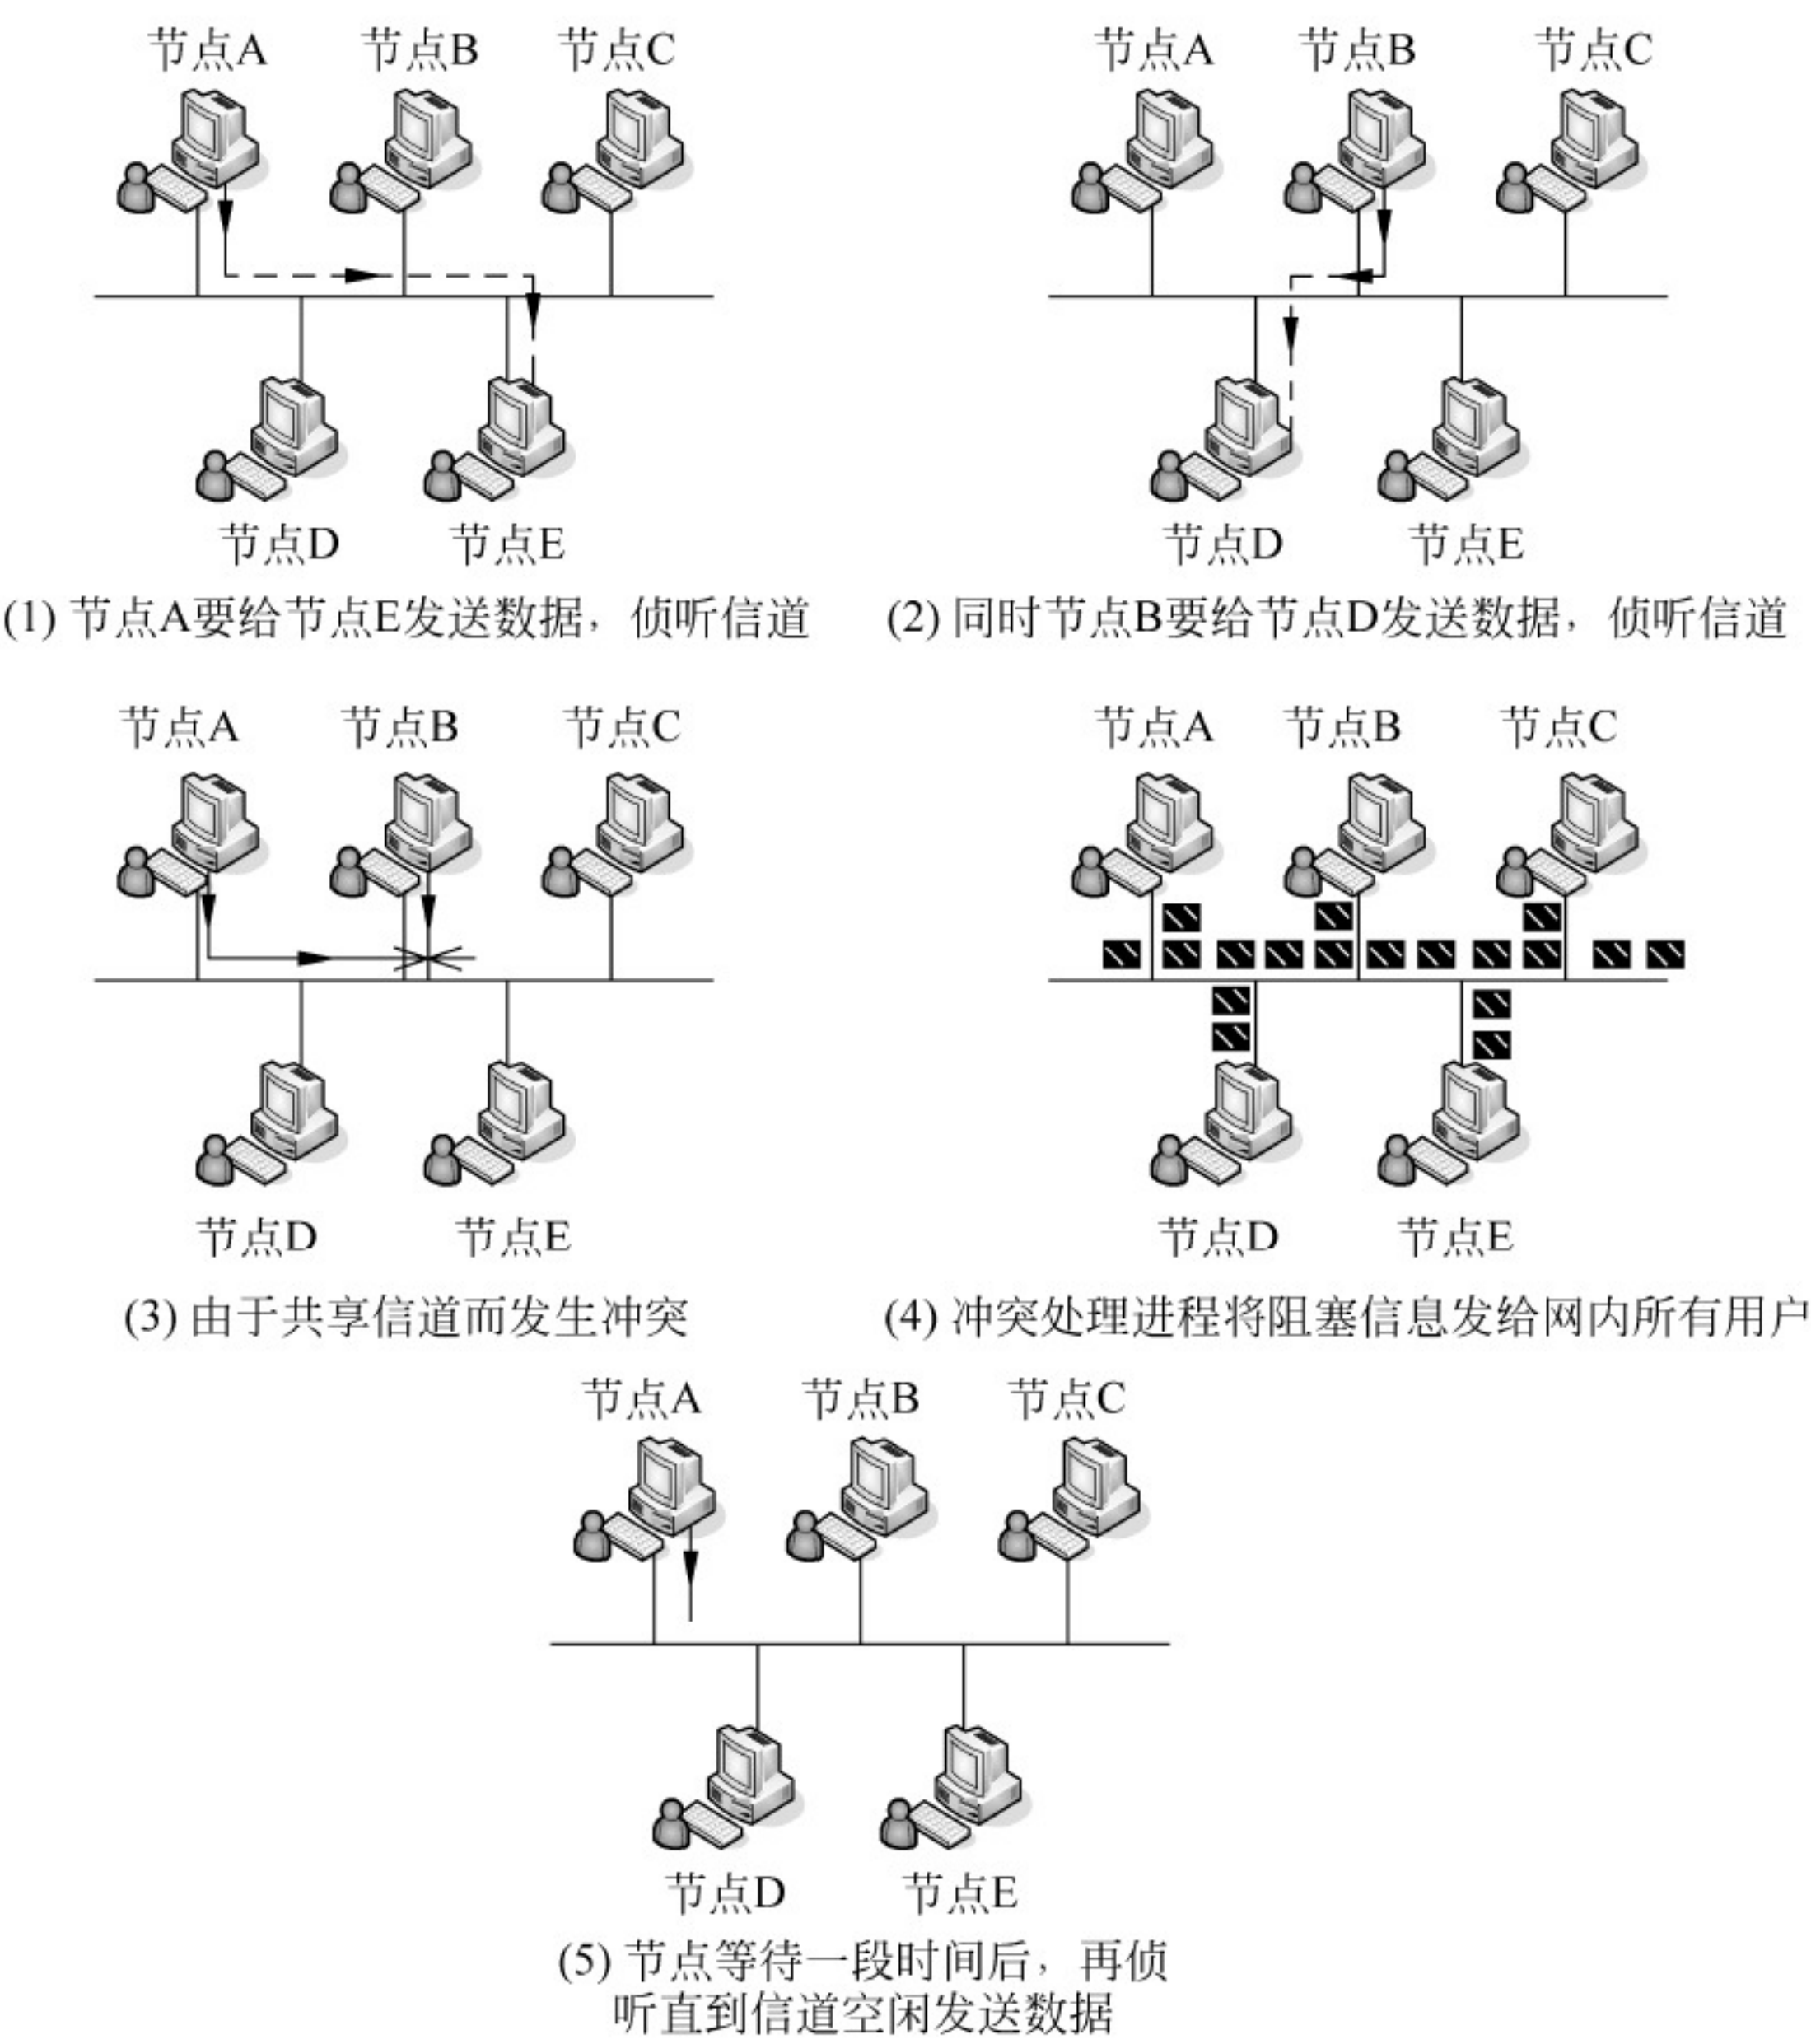 节点A 节点B 节点C
节点A 节点B 节点C
节点D 节点E
节点D 节点E
(1) 节点A要给节点E发送数据，侦听信道
(2) 同时节点B要给节点D发送数据，侦听信道
节点A 节点B 节点C
节点A 节点B 节点C
节点D 节点E
节点D 节点E
(3) 由于共享信道而发生冲突
(4) 冲突处理进程将阻塞信息发给网内所有用户
节点A 节点B 节点C
节点D 节点E
(5) 节点等待一段时间后，再侦
听直到信道空闲发送数据